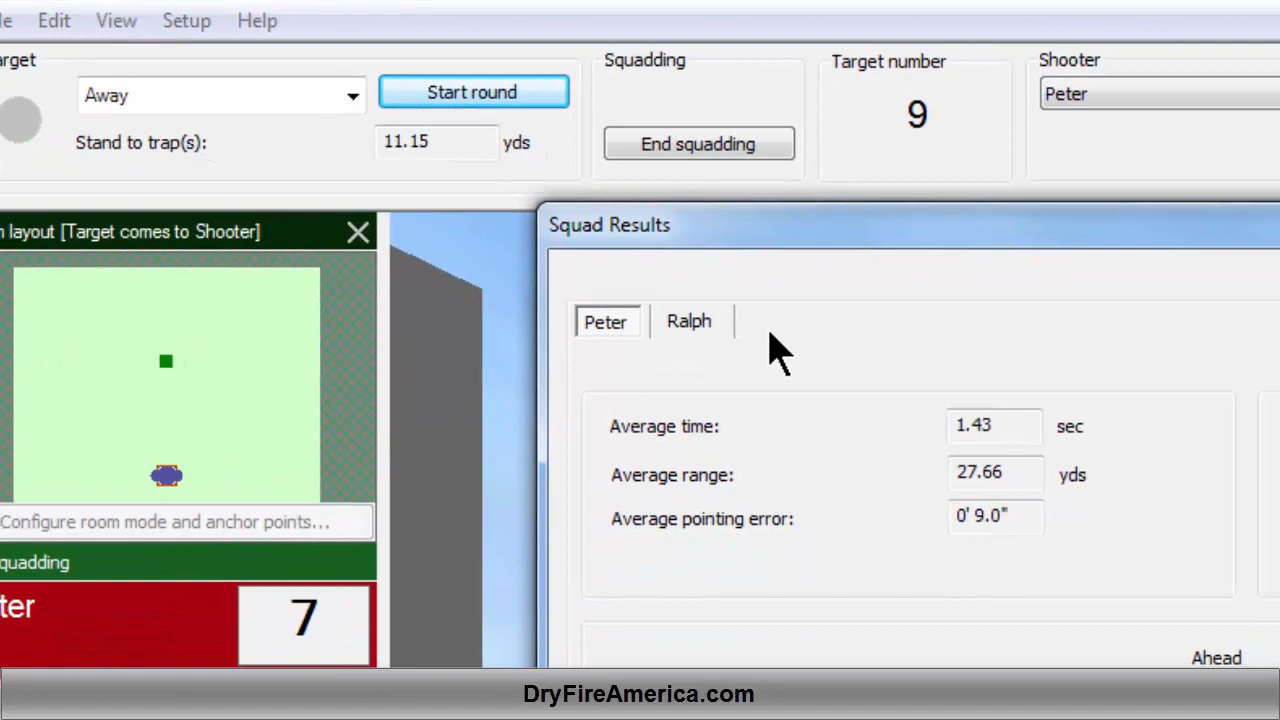 le Edit View Setup Help
arget
Squadding
Target number
Shooter
Away
Start round
9
Peter
Stand to trap(s): 11.15 yds
End squadding
n layout [Target comes to Shooter]
Squad Results
Peter Ralph
Average time: 1.43 sec
Average range: 27.66 yds
Average pointing error: 0' 9.0"
Configure room mode and anchor points...
quadding
ter
7
Ahead
DryFireAmerica.com